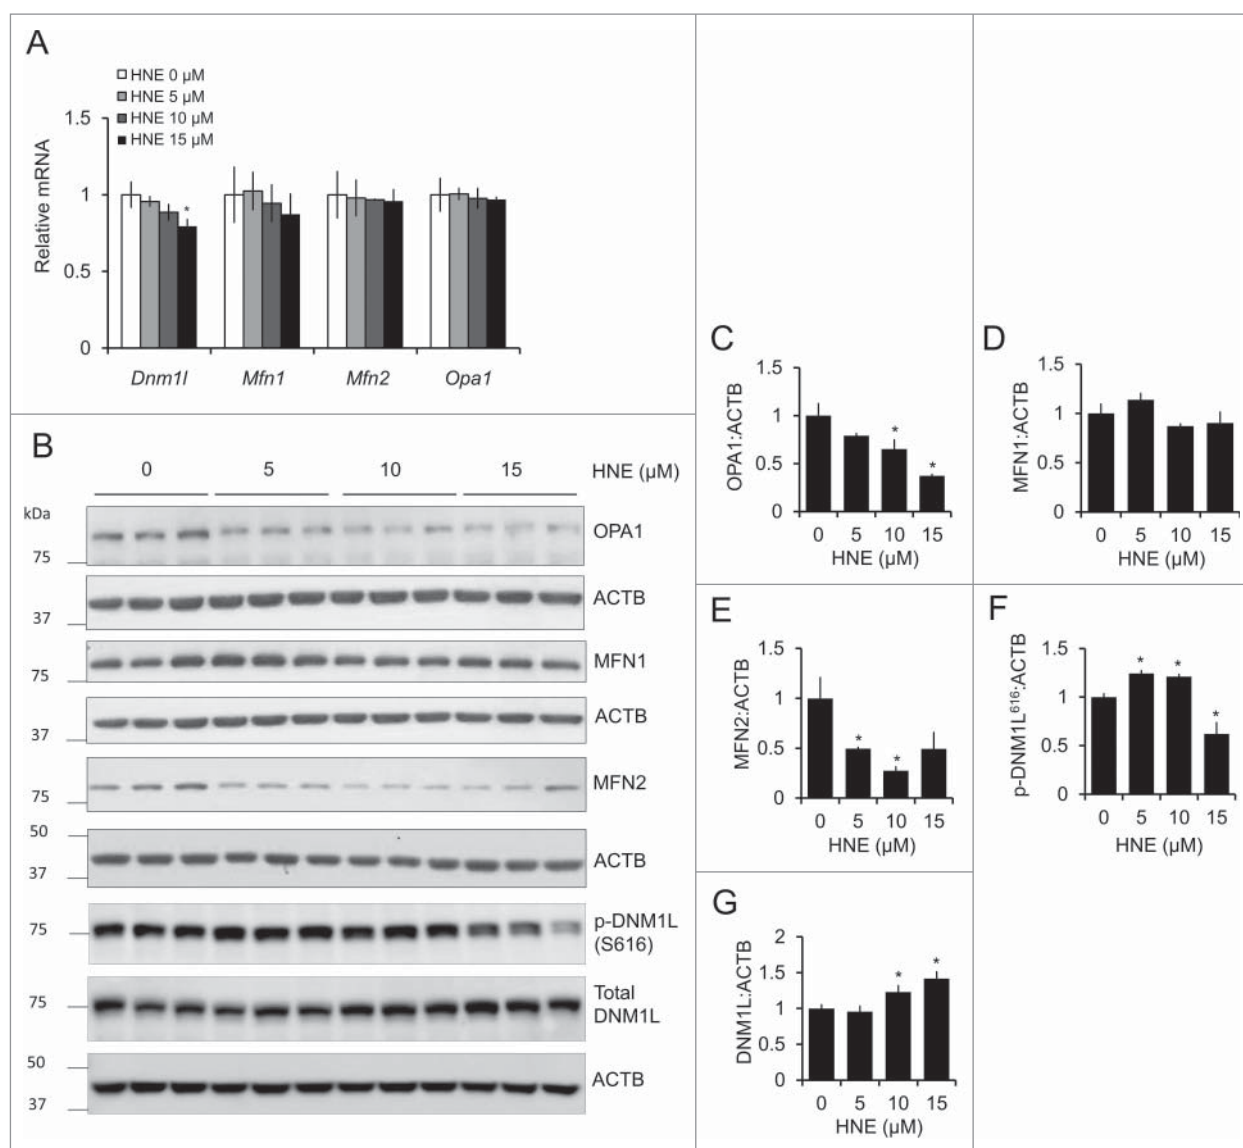 A
HNE 0 µM
HNE 5 µM
HNE 10 µM
HNE 15 µM
1.5
1
0.5
0
Relative mRNA
Dnm1l Mfn1 Mfn2 Opa1
B
0 5 10 15 HNE (µM)
kDa
OPA1
75
ACTB
37
MFN1
75
ACTB
37
MFN2
75
50
ACTB
37
p-DNM1L
(S616)
75
Total
DNM1L
75
50
ACTB
37
C
1.5
1
0.5
0
OPA1:ACTB
* *
0 5 10 15
HNE (µM)
D
1.5
1
0.5
0
MFN1:ACTB
0 5 10 15
HNE (µM)
E
1.5
1
0.5
0
MFN2:ACTB
* *
0 5 10 15
HNE (µM)
F
1.5
1
0.5
0
p-DNM1L616:ACTB
* * *
0 5 10 15
HNE (µM)
G
2
1.5
1
0.5
0
DNM1L:ACTB
* *
0 5 10 15
HNE (µM)